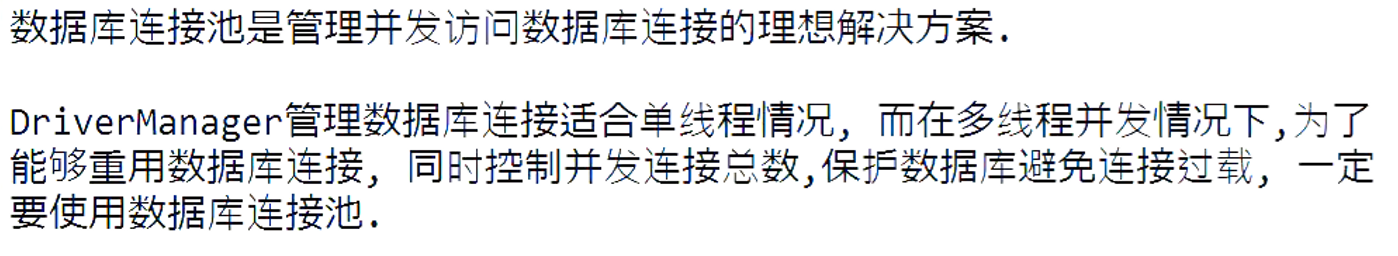 数据库连接池是管理并发访问数据库连接的理想解决方案.
DriverManager管理数据库连接适合单线程情况, 而在多线程并发情况下,为了
能够重用数据库连接, 同时控制并发连接总数,保护数据库避免连接过载, 一定
要使用数据库连接池.